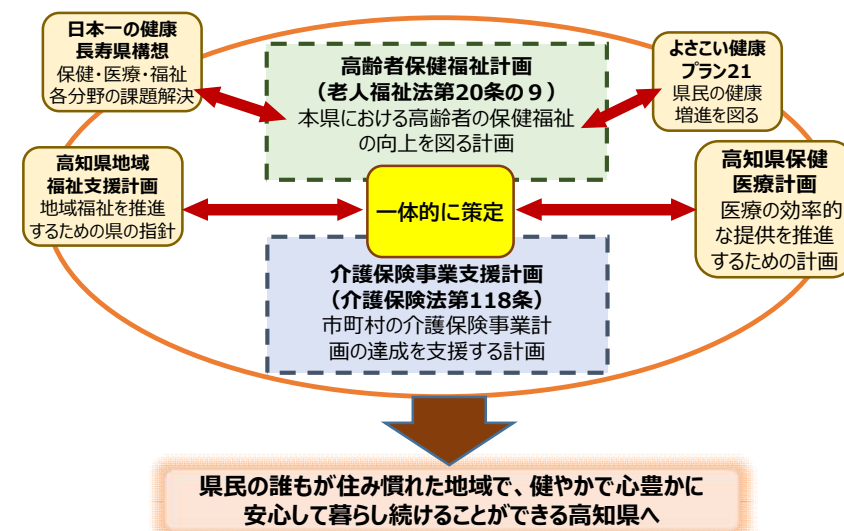 日本一の健康
長寿県構想
保健・医療・福祉
各分野の課題解決
高齢者保健福祉計画
（老人福祉法第20条の９）
本県における高齢者の保健福祉
の向上を図る計画
よさこい健康
プラン21
県民の健康
増進を図る
高知県地域
福祉支援計画
地域福祉を推進
するための県の指針
一体的に策定
高知県保健
医療計画
医療の効率的
な提供を推進
するための計画
介護保険事業支援計画
（介護保険法第118条）
市町村の介護保険事業計
画の達成を支援する計画
県民の誰もが住み慣れた地域で、健やかで心豊かに
安心して暮らし続けることができる高知県へ